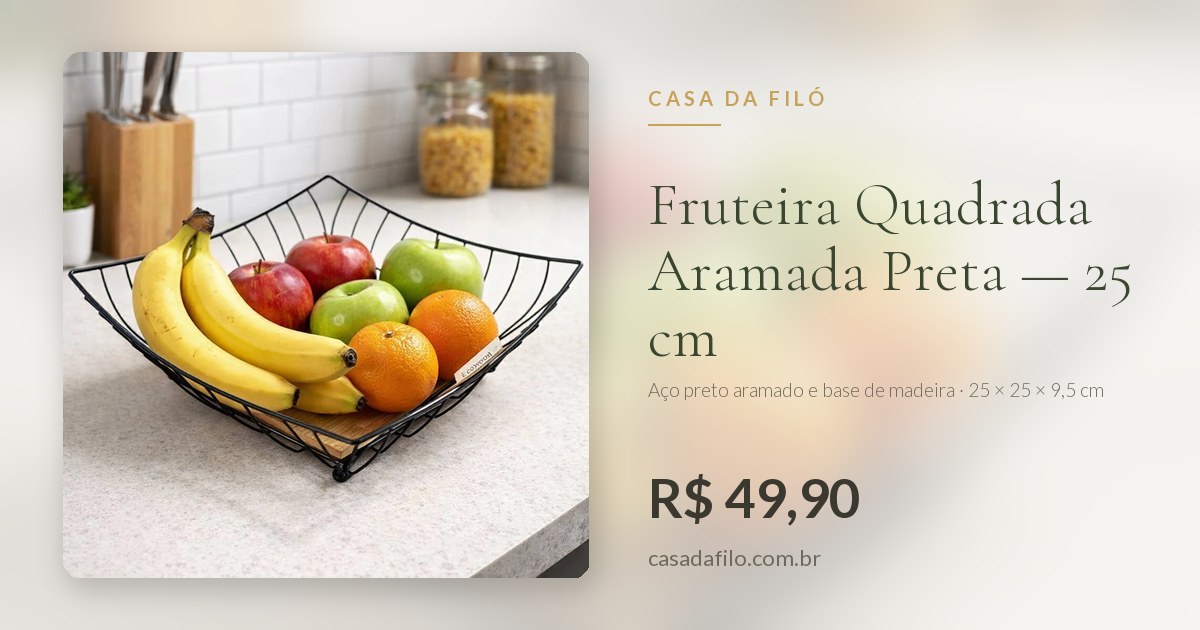 CASA DA FILÓ
Fruteira Quadrada
Aramada Preta — 25
cm
Aço preto aramado e base de madeira · 25 × 25 × 9,5 cm
R$ 49,90
casadafilo.com.br